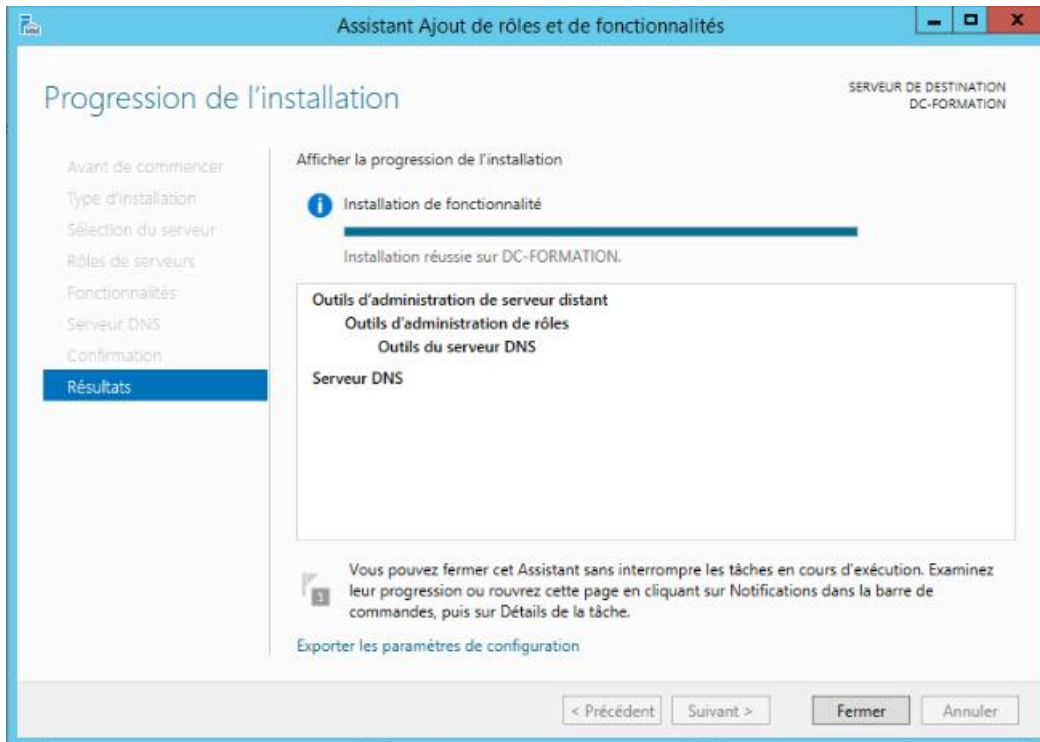 Assistant Ajout de rôles et de fonctionnalités
Progression de l'installation
SERVEUR DE DESTINATION
DC-FORMATION
Avant de commencer
Type d'installation
Sélection du serveur
Rôles de serveurs
Fonctionnalités
Serveur DNS
Confirmation
Résultats
Afficher la progression de l'installation
Installation de fonctionnalité
Installation réussie sur DC-FORMATION.
Outils d'administration de serveur distant
Outils d'administration de rôles
Outils du serveur DNS
Serveur DNS
1
Vous pouvez fermer cet Assistant sans interrompre les tâches en cours d'exécution. Examinez
leur progression ou rouvrez cette page en cliquant sur Notifications dans la barre de
commandes, puis sur Détails de la tâche.
Exporter les paramètres de configuration
< Précédent Suivant > Fermer Annuler